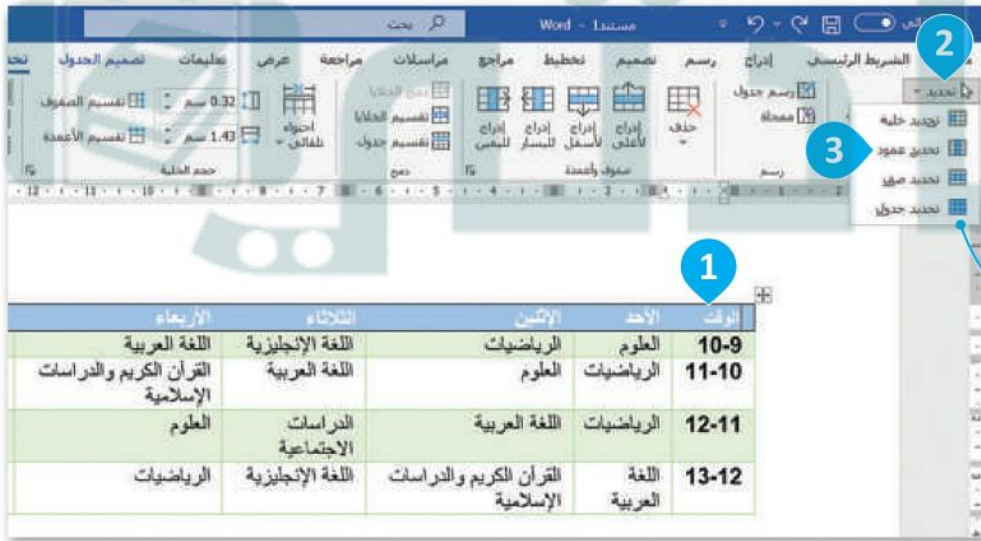 مستند1 - Word
بحث
الشريط الرئيسي إدراج رسم تصميم تخطيط مراجع مراسلات مراجعة عرض تعليمات تصميم الجدول
2
تحديد
رسم جدول
ممحاة
رسم
حذف
إدراج لأعلى
إدراج لأسفل
إدراج لليسار
إدراج لليمين
صفوف وأعمدة
دمج الخلايا
تقسيم الخلايا
تقسيم جدول
دمج
احتواء تلقائي
0.32 سم
1.43 سم
تقسيم الصفوف
تقسيم الأعمدة
حجم الخلية
تحديد خلية
3
تحديد عمود
تحديد صف
تحديد جدول
1
الوقت الأحد الإثنين الثلاثاء الأربعاء
10-9 العلوم الرياضيات اللغة الإنجليزية اللغة العربية
11-10 الرياضيات العلوم اللغة العربية القرآن الكريم والدراسات
الإسلامية
12-11 الرياضيات اللغة العربية الدراسات العلوم
الاجتماعية
13-12 اللغة القرآن الكريم والدراسات اللغة الإنجليزية الرياضيات
العربية الإسلامية